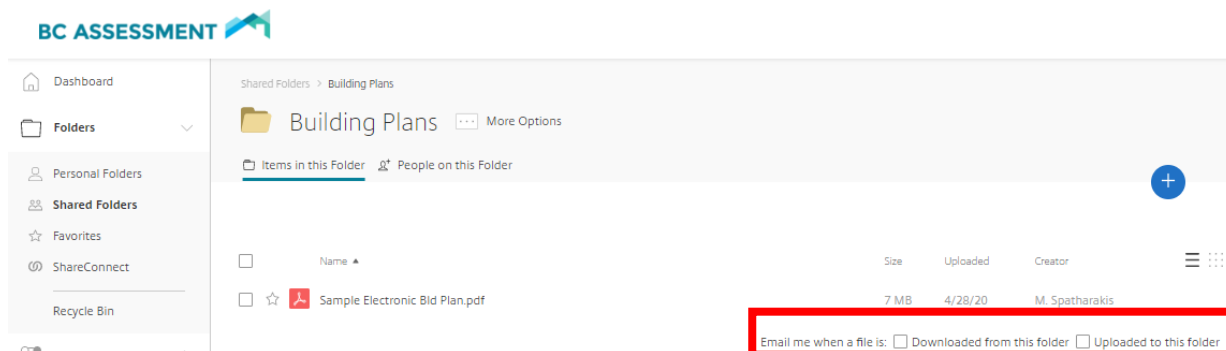 BC ASSESSMENT
Dashboard
Folders
Personal Folders
Shared Folders
Favorites
ShareConnect
Recycle Bin
Shared Folders > Building Plans
Building Plans ... More Options
Items in this Folder People on this Folder
+
Name Size Uploaded Creator
Sample Electronic Bld Plan.pdf 7 MB 4/28/20 M. Spatharakis
Email me when a file is: Downloaded from this folder Uploaded to this folder